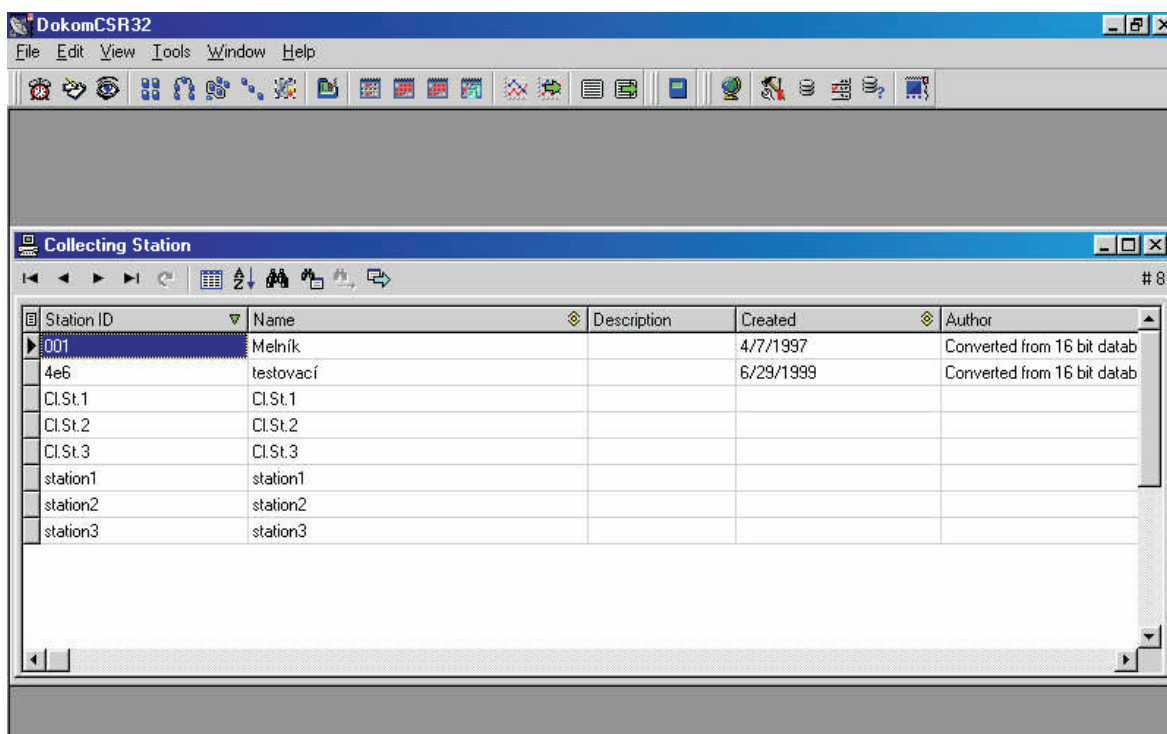 DokomCSR32
File Edit View Tools Window Help
Collecting Station
#8
Station ID Name Description Created Author
001 Melník 4/7/1997 Converted from 16 bit datab
4e6 testovací 6/29/1999 Converted from 16 bit datab
Cl.St.1 Cl.St.1
Cl.St.2 Cl.St.2
Cl.St.3 Cl.St.3
station1 station1
station2 station2
station3 station3